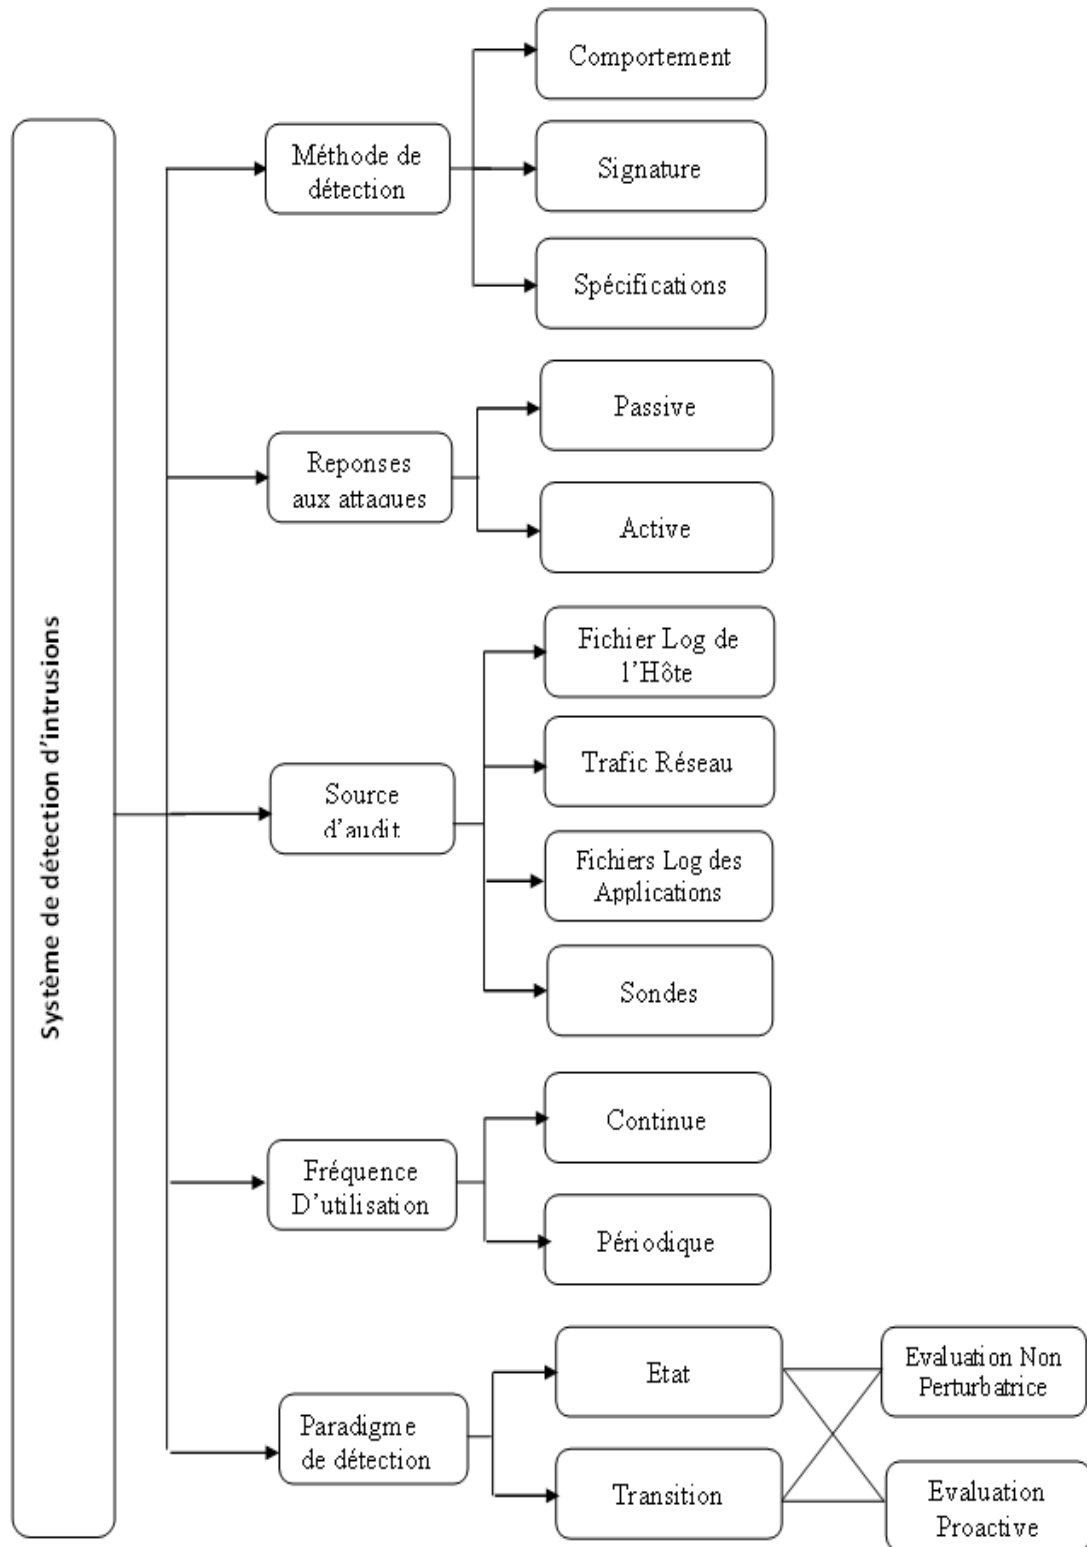 Système de détection d'intrusions
Méthode de
détection
Comportement
Signature
Spécifications
Reponses
aux attaques
Passive
Active
Source
d'audit
Fichier Log de
l'Hôte
Trafic Réseau
Fichiers Log des
Applications
Sondes
Fréquence
D'utilisation
Continue
Périodique
Paradigme
de détection
Etat
Transition
Evaluation Non
Perturbatrice
Evaluation
Proactive